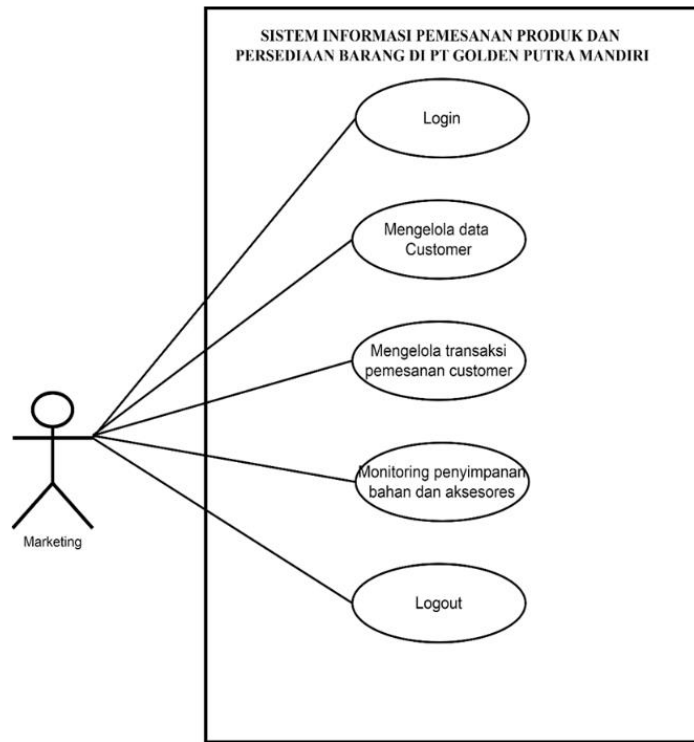 SISTEM INFORMASI PEMESANAN PRODUK DAN
PERSEDIAAN BARANG DI PT GOLDEN PUTRA MANDIRI
Login
Mengelola data
Customer
Mengelola transaksi
pemesanan customer
Monitoring penyimpanan
bahan dan aksesores
Logout
Marketing